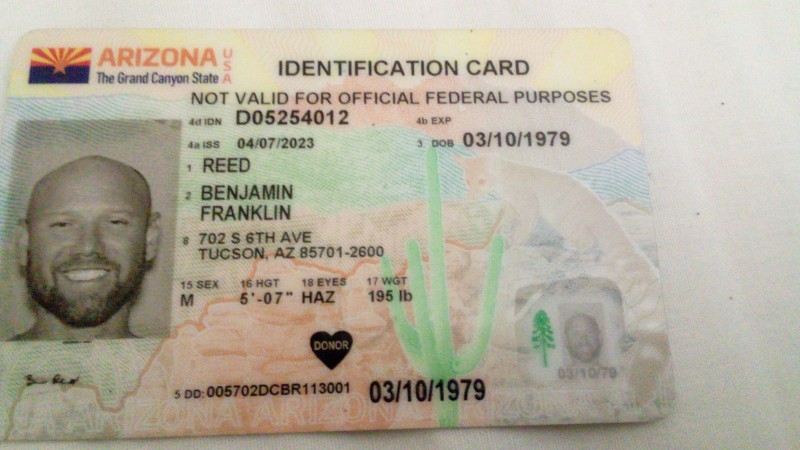 ARIZONA USA
The Grand Canyon State
IDENTIFICATION CARD
NOT VALID FOR OFFICIAL FEDERAL PURPOSES
4d IDN D05254012 4b EXP
4a ISS 04/07/2023 3 DOB 03/10/1979
1 REED
2 BENJAMIN
FRANKLIN
8 702 S 6TH AVE
TUCSON, AZ 85701-2600
15 SEX 16 HGT 18 EYES 17 WGT
M 5'-07" HAZ 195 lb
DONOR
03/10/79
5 DD: 005702DCBR113001 03/10/1979
ARIZONA